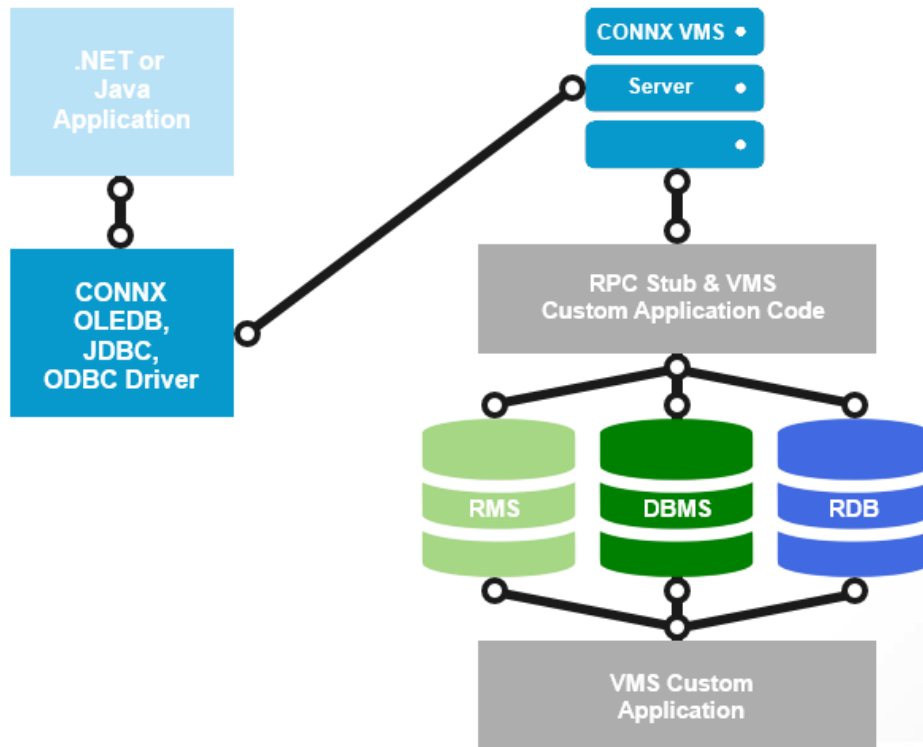 .NET or
Java
Application
CONNX
OLEDB,
JDBC,
ODBC Driver
CONNX VMS
Server
RPC Stub & VMS
Custom Application Code
RMS
DBMS
RDB
VMS Custom
Application